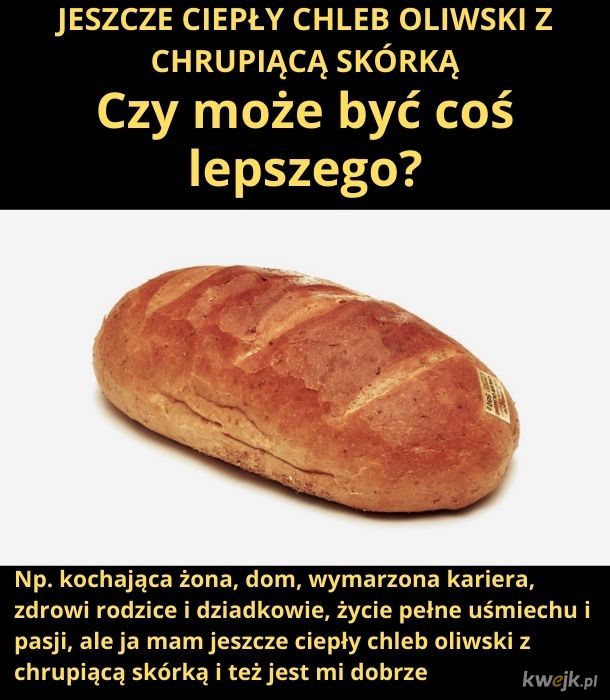 JESZCZE CIEPŁY CHLEB OLIWSKI Z
CHRUPIĄCĄ SKÓRKĄ
Czy może być coś
lepszego?
Np. kochająca żona, dom, wymarzona kariera,
zdrowi rodzice i dziadkowie, życie pełne uśmiechu i
pasji, ale ja mam jeszcze ciepły chleb oliwski z
chrupiącą skórką i też jest mi dobrze
kwejk.pl